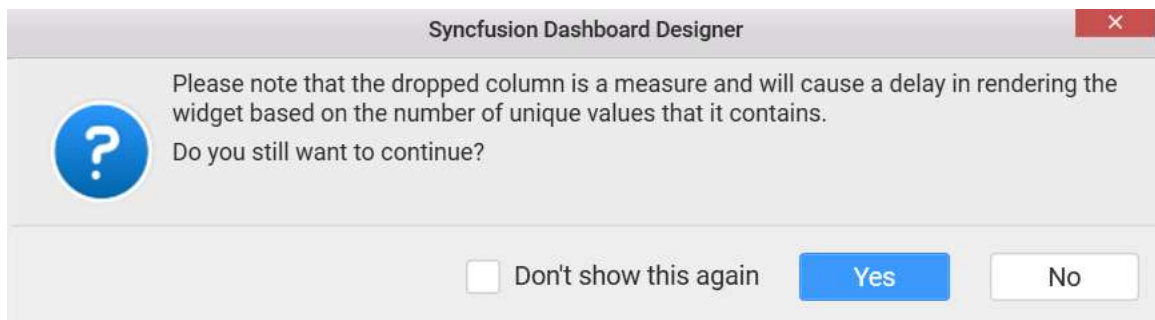 Syncfusion Dashboard Designer
Please note that the dropped column is a measure and will cause a delay in rendering the
widget based on the number of unique values that it contains.
Do you still want to continue?
Don't show this again
Yes
No